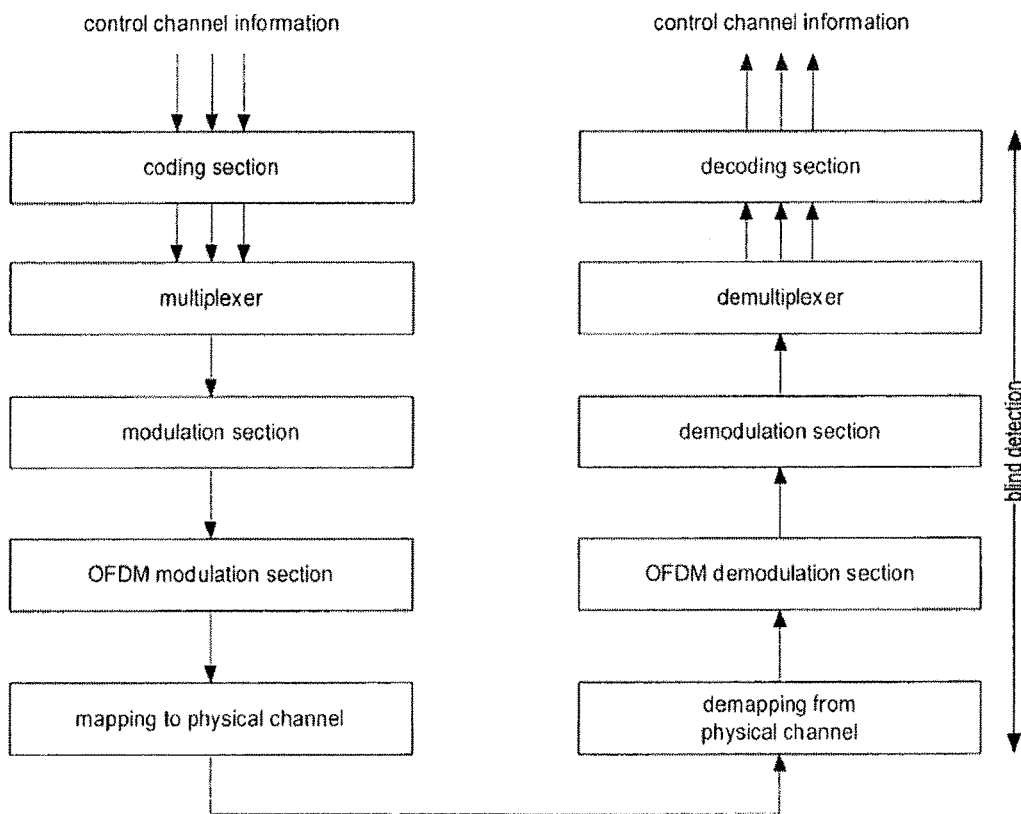 control channel information
coding section
multiplexer
modulation section
OFDM modulation section
mapping to physical channel
control channel information
decoding section
demultiplexer
demodulation section
OFDM demodulation section
demapping from
physical channel
blind detection